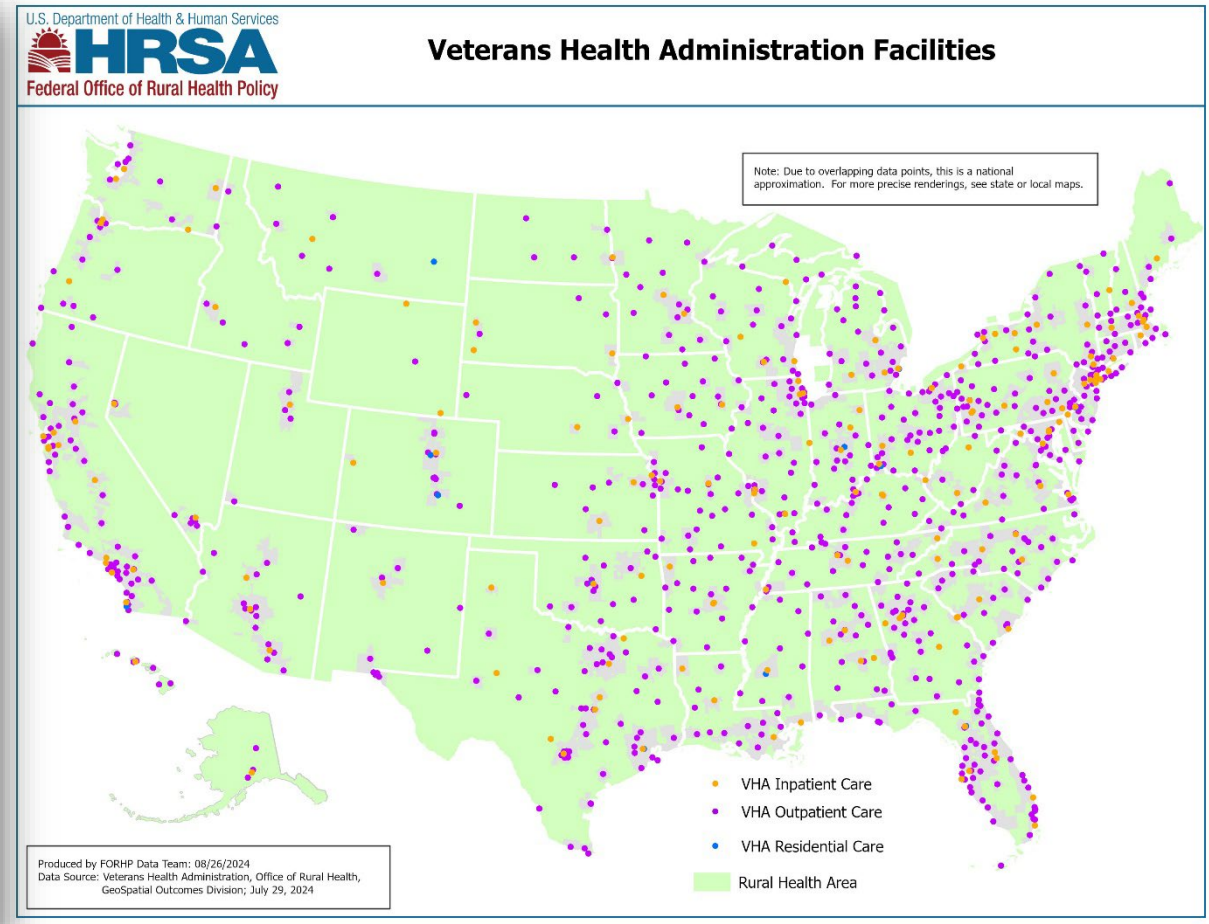 U.S. Department of Health & Human Services
HRSA
Federal Office of Rural Health Policy
Veterans Health Administration Facilities
Note: Due to overlapping data points, this is a national
approximation. For more precise renderings, see state or local maps.
VHA Inpatient Care
VHA Outpatient Care
VHA Residential Care
Rural Health Area
Produced by FORHP Data Team: 08/26/2024
Data Source: Veterans Health Administration, Office of Rural Health,
GeoSpatial Outcomes Division; July 29, 2024